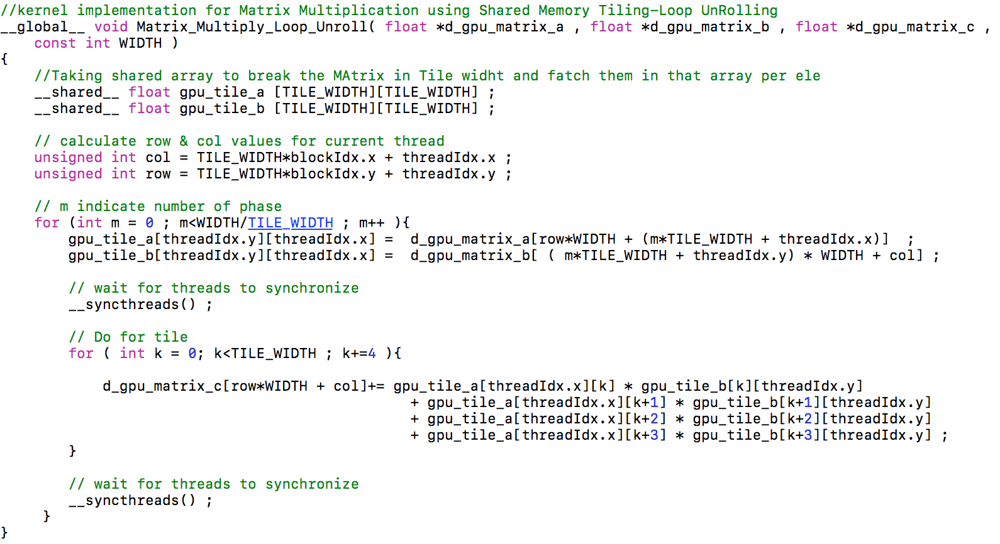 //kernel implementation for Matrix Multiplication using Shared Memory Tiling-Loop UnRolling
__global__ void Matrix_Multiply_Loop_Unroll( float *d_gpu_matrix_a , float *d_gpu_matrix_b , float *d_gpu_matrix_c ,
    const int WIDTH )
{
    //Taking shared array to break the MAtrix in Tile widht and fatch them in that array per ele
    __shared__ float gpu_tile_a [TILE_WIDTH][TILE_WIDTH] ;
    __shared__ float gpu_tile_b [TILE_WIDTH][TILE_WIDTH] ;

    // calculate row & col values for current thread
    unsigned int col = TILE_WIDTH*blockIdx.x + threadIdx.x ;
    unsigned int row = TILE_WIDTH*blockIdx.y + threadIdx.y ;

    // m indicate number of phase
    for (int m = 0 ; m<WIDTH/TILE_WIDTH ; m++ ){
        gpu_tile_a[threadIdx.y][threadIdx.x] =  d_gpu_matrix_a[row*WIDTH + (m*TILE_WIDTH + threadIdx.x)]  ;
        gpu_tile_b[threadIdx.y][threadIdx.x] =  d_gpu_matrix_b[ ( m*TILE_WIDTH + threadIdx.y) * WIDTH + col] ;

        // wait for threads to synchronize
        __syncthreads() ;

        // Do for tile
        for ( int k = 0; k<TILE_WIDTH ; k+=4 ){

            d_gpu_matrix_c[row*WIDTH + col]+= gpu_tile_a[threadIdx.x][k] * gpu_tile_b[k][threadIdx.y]
                                                + gpu_tile_a[threadIdx.x][k+1] * gpu_tile_b[k+1][threadIdx.y]
                                                + gpu_tile_a[threadIdx.x][k+2] * gpu_tile_b[k+2][threadIdx.y]
                                                + gpu_tile_a[threadIdx.x][k+3] * gpu_tile_b[k+3][threadIdx.y] ;
        }

        // wait for threads to synchronize
        __syncthreads() ;
     }
}